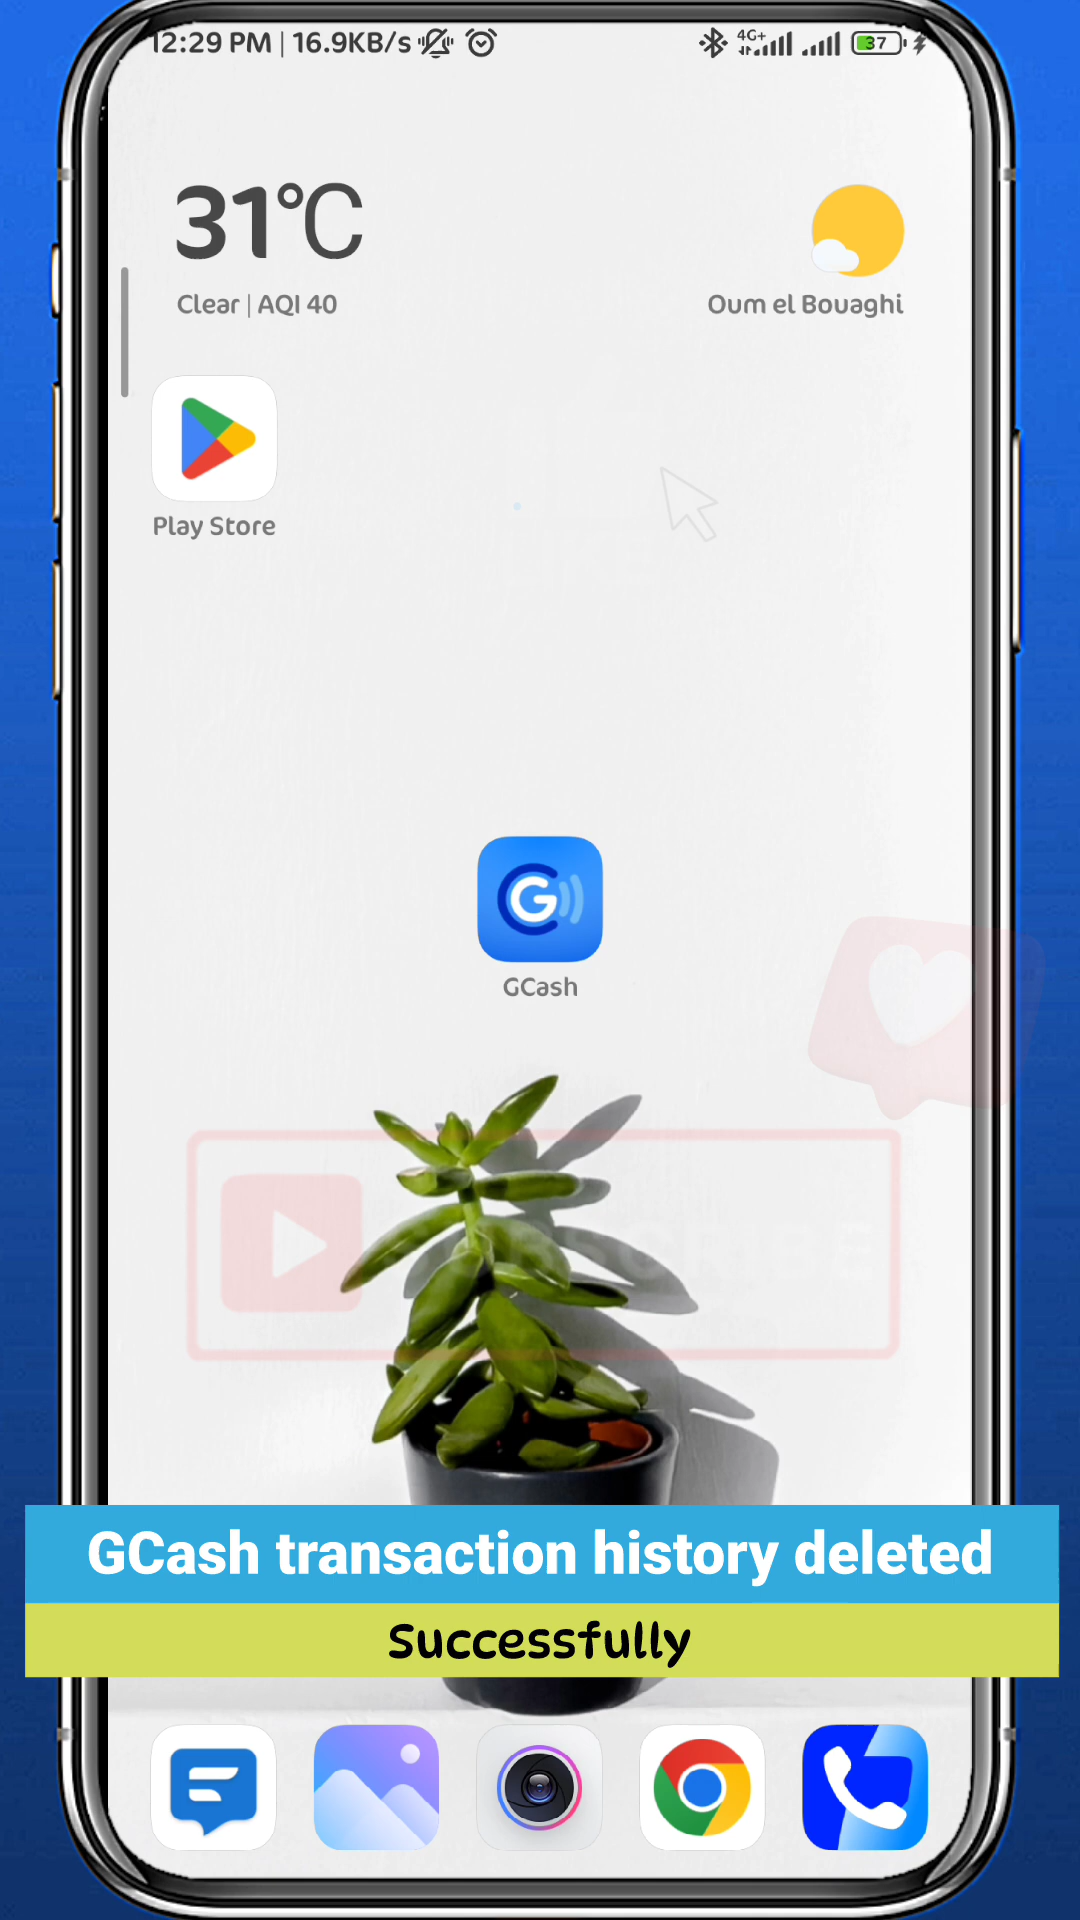 12:29 PM | 16.9KB/s
4G+
37
31°C
Clear | AQI 40
Oum el Bouaghi
Play Store
GCash
GCash transaction history deleted
Successfully